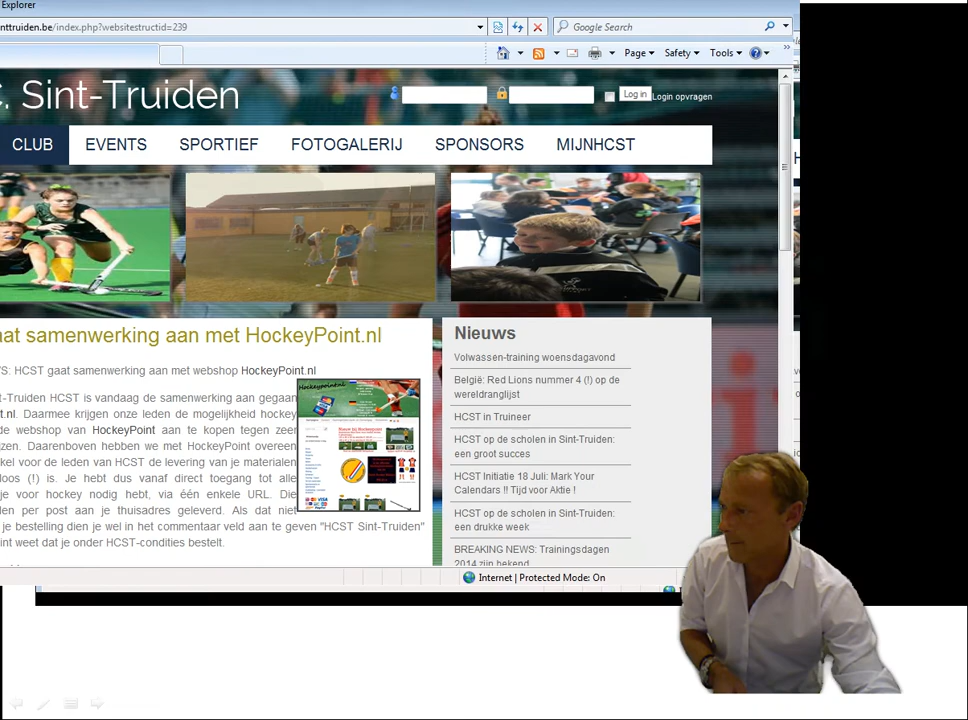 Explorer
nttruiden.be/index.php?websitestructid=239
Google Search
Page Safety Tools
C. Sint-Truiden
Log in Login opvragen
CLUB EVENTS SPORTIEF FOTOGALERIJ SPONSORS MIJNHCST
aat samenwerking aan met HockeyPoint.nl
S: HCST gaat samenwerking aan met webshop HockeyPoint.nl
t-Truiden HCST is vandaag de samenwerking aan gegaan
t.nl. Daarmee krijgen onze leden de mogelijkheid hockey
de webshop van HockeyPoint aan te kopen tegen zeer
jzen. Daarenboven hebben we met HockeyPoint overeen
kel voor de leden van HCST de levering van je materialen
loos (!) is. Je hebt dus vanaf direct toegang tot alle
je voor hockey nodig hebt, via één enkele URL. Die
den per post aan je thuisadres geleverd. Als dat niet
je bestelling dien je wel in het commentaar veld aan te geven "HCST Sint-Truiden"
int weet dat je onder HCST-condities bestelt.
Hockeypoint.nl
Nieuws
Volwassen-training woensdagavond
België: Red Lions nummer 4 (!) op de
wereldranglijst
HCST in Truineer
HCST op de scholen in Sint-Truiden:
een groot succes
HCST Initiatie 18 Juli: Mark Your
Calendars !! Tijd voor Aktie !
HCST op de scholen in Sint-Truiden:
een drukke week
BREAKING NEWS: Trainingsdagen
2014 zijn bekend
Internet | Protected Mode: On